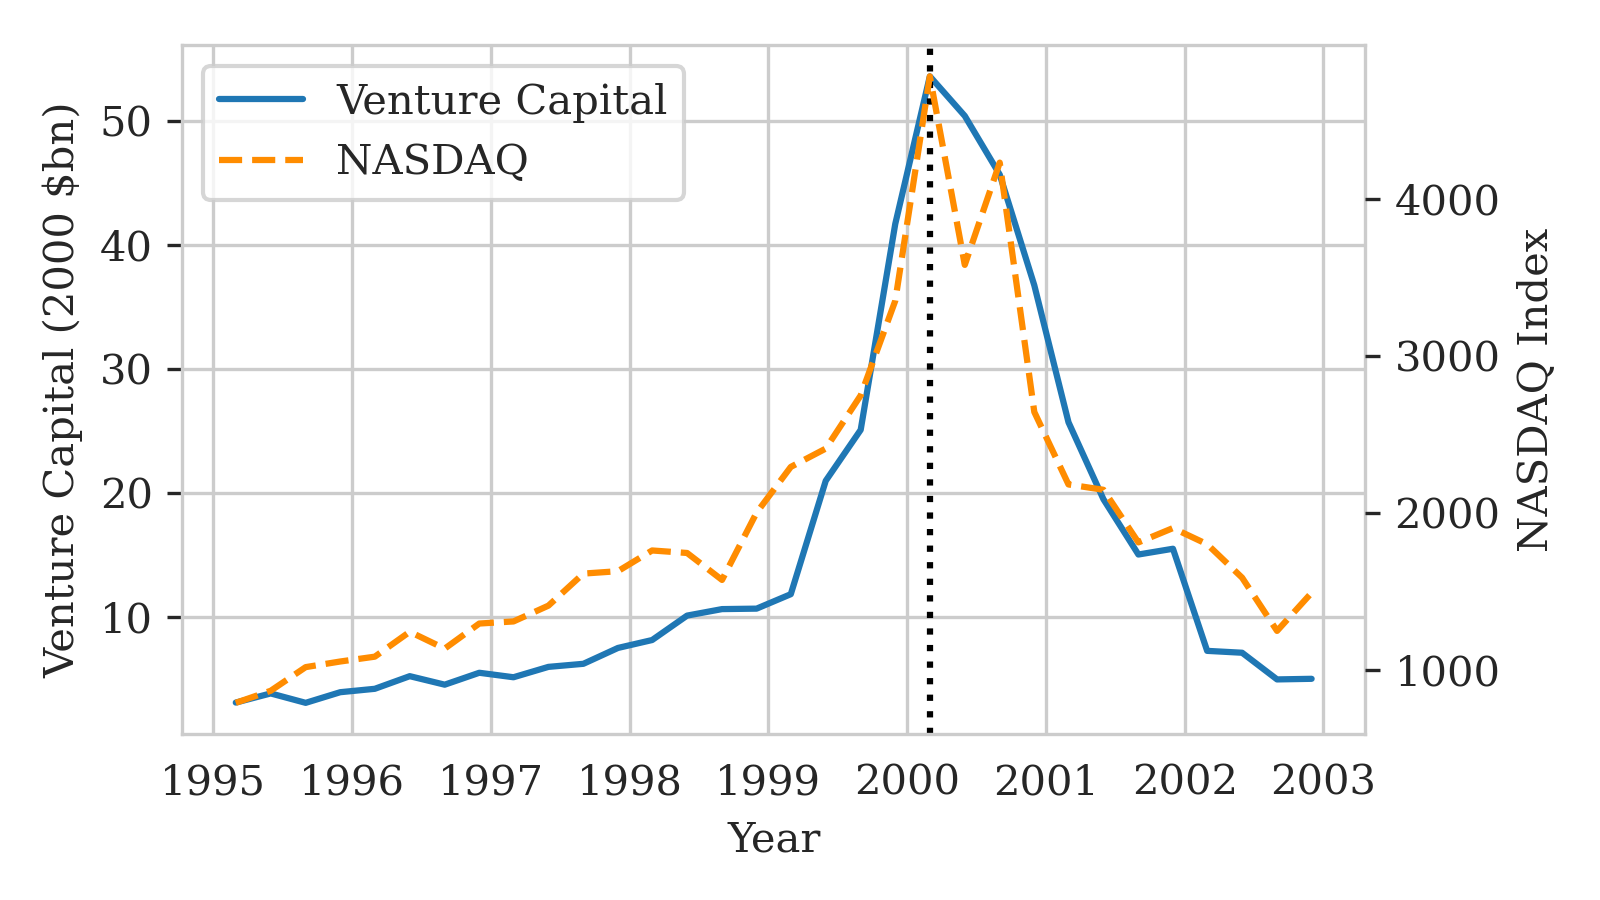 Venture Capital
NASDAQ
Venture Capital (2000 $bn)
50
40
30
20
10
4000
3000
2000
1000
NASDAQ Index
1995 1996 1997 1998 1999 2000 2001 2002 2003
Year